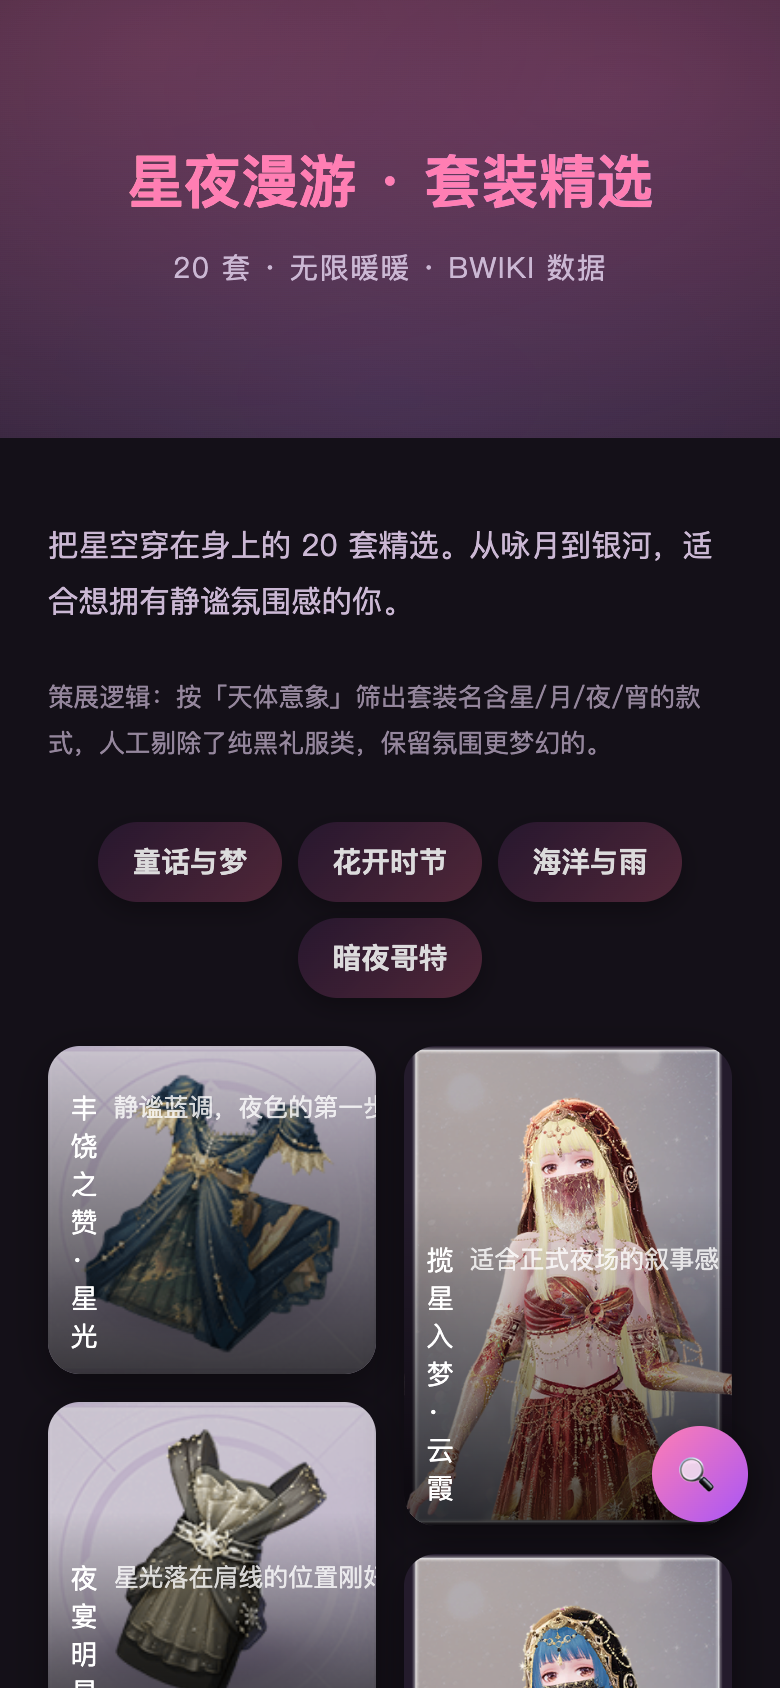 星夜漫游 · 套装精选
20 套 · 无限暖暖 · BWIKI 数据
把星空穿在身上的 20 套精选。从咏月到银河，适
合想拥有静谧氛围感的你。
策展逻辑：按「天体意象」筛出套装名含星/月/夜/宵的款
式，人工剔除了纯黑礼服类，保留氛围更梦幻的。
童话与梦
花开时节
海洋与雨
暗夜哥特
丰饶之赞·星光
静谧蓝调，夜色的第一步
揽星入梦·云霞
适合正式夜场的叙事感
夜宴明
星光落在肩线的位置刚好